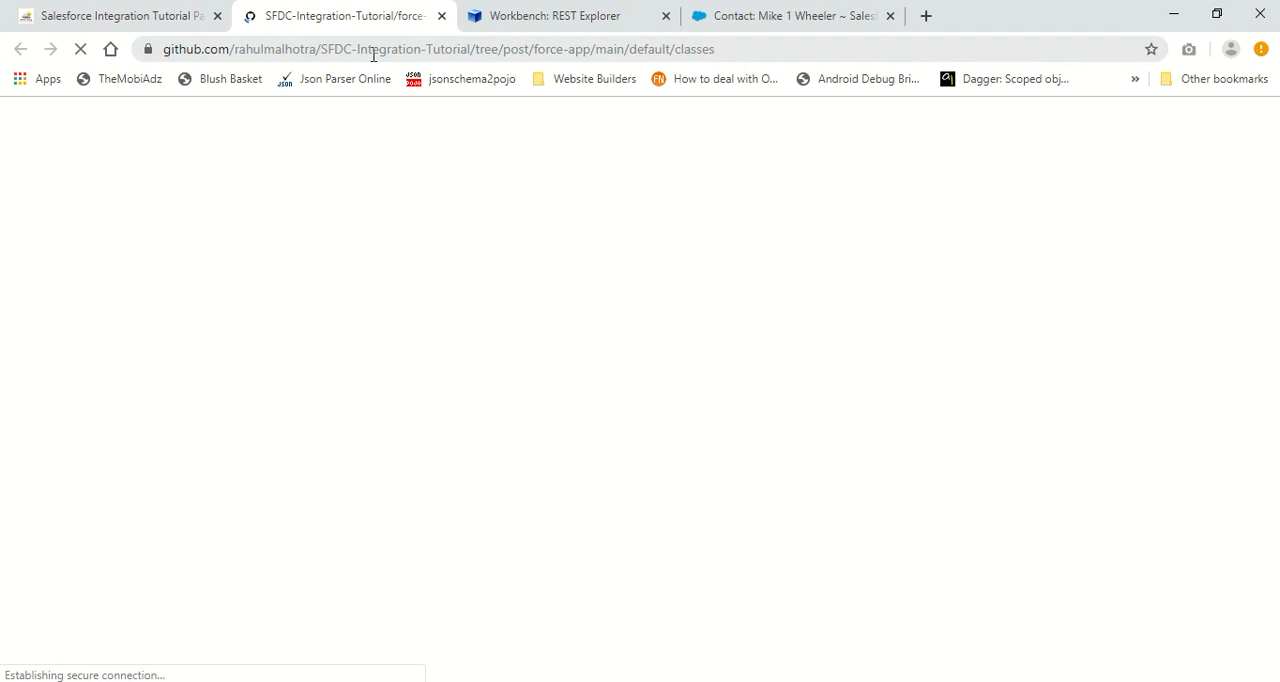 Salesforce Integration Tutorial Pa
SFDC-Integration-Tutorial/force-
Workbench: REST Explorer
Contact: Mike 1 Wheeler ~ Sales
github.com/rahulmalhotra/SFDC-Integration-Tutorial/tree/post/force-app/main/default/classes
Apps TheMobiAdz Blush Basket Json Parser Online jsonschema2pojo Website Builders How to deal with O... Android Debug Bri... Dagger: Scoped obj... » Other bookmarks
Establishing secure connection...